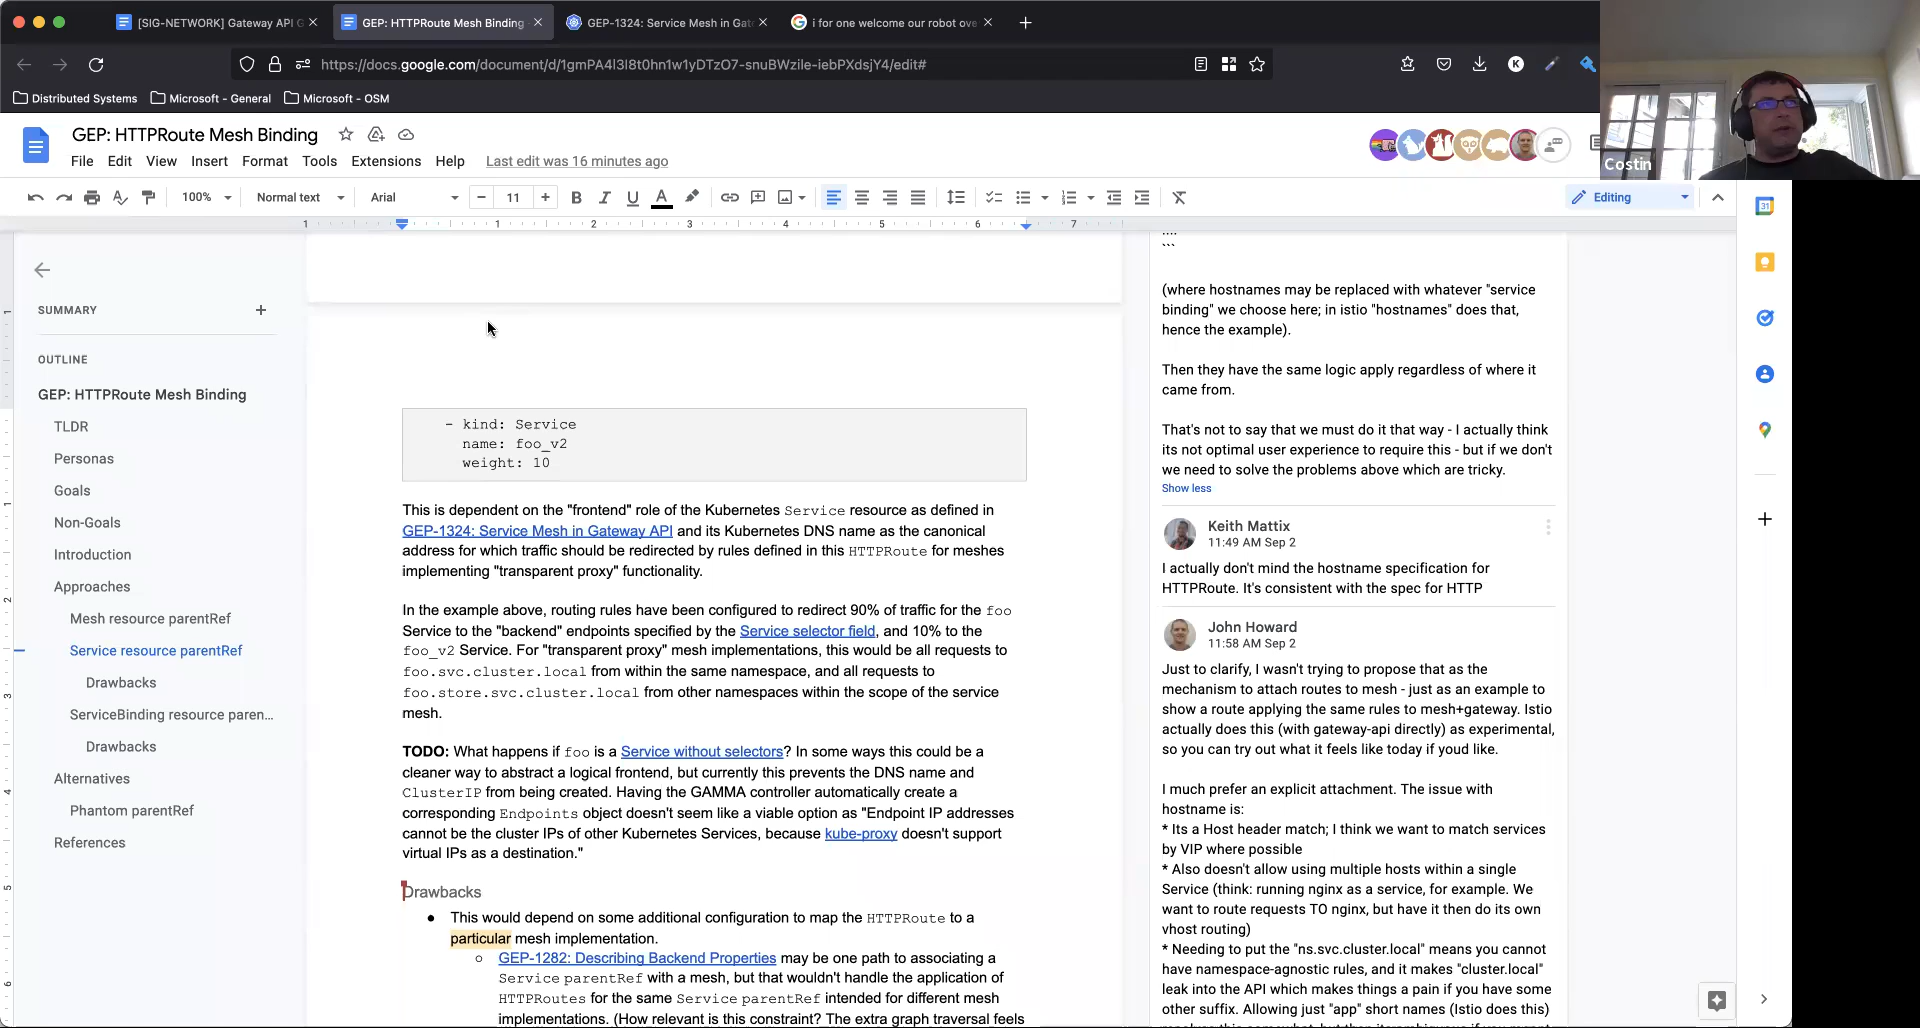 [SIG-NETWORK] Gateway API G
GEP: HTTPRoute Mesh Binding
GEP-1324: Service Mesh in Gat
i for one welcome our robot ove
https://docs.google.com/document/d/1gmPA4l3l8t0hn1w1yDTzO7-snuBWzile-iebPXdsjY4/edit#
K
Distributed Systems
Microsoft - General
Microsoft - OSM
Costin
GEP: HTTPRoute Mesh Binding
File Edit View Insert Format Tools Extensions Help Last edit was 16 minutes ago
100% Normal text Arial 11 B I U A Editing
1 1 2 3 4 5 6 7
31
SUMMARY
OUTLINE
GEP: HTTPRoute Mesh Binding
TLDR
Personas
Goals
Non-Goals
Introduction
Approaches
Mesh resource parentRef
Service resource parentRef
Drawbacks
ServiceBinding resource paren...
Drawbacks
Alternatives
Phantom parentRef
References
1
1
2
3
4
5
6
- kind: Service
name: foo_v2
weight: 10
This is dependent on the "frontend" role of the Kubernetes Service resource as defined in
GEP-1324: Service Mesh in Gateway API and its Kubernetes DNS name as the canonical
address for which traffic should be redirected by rules defined in this HTTPRoute for meshes
implementing "transparent proxy" functionality.
In the example above, routing rules have been configured to redirect 90% of traffic for the foo
Service to the "backend" endpoints specified by the Service selector field, and 10% to the
foo_v2 Service. For "transparent proxy" mesh implementations, this would be all requests to
foo.svc.cluster.local from within the same namespace, and all requests to
foo.store.svc.cluster.local from other namespaces within the scope of the service
mesh.
TODO: What happens if foo is a Service without selectors? In some ways this could be a
cleaner way to abstract a logical frontend, but currently this prevents the DNS name and
ClusterIP from being created. Having the GAMMA controller automatically create a
corresponding Endpoints object doesn't seem like a viable option as "Endpoint IP addresses
cannot be the cluster IPs of other Kubernetes Services, because kube-proxy doesn't support
virtual IPs as a destination."
Drawbacks
● This would depend on some additional configuration to map the HTTPRoute to a
particular mesh implementation.
○ GEP-1282: Describing Backend Properties may be one path to associating a
Service parentRef with a mesh, but that wouldn't handle the application of
HTTPRoutes for the same Service parentRef intended for different mesh
implementations. (How relevant is this constraint? The extra graph traversal feels
```
(where hostnames may be replaced with whatever "service
binding" we choose here; in istio "hostnames" does that,
hence the example).
Then they have the same logic apply regardless of where it
came from.
That's not to say that we must do it that way - I actually think
its not optimal user experience to require this - but if we don't
we need to solve the problems above which are tricky.
Show less
Keith Mattix
11:49 AM Sep 2
I actually don't mind the hostname specification for
HTTPRoute. It's consistent with the spec for HTTP
John Howard
11:58 AM Sep 2
Just to clarify, I wasn't trying to propose that as the
mechanism to attach routes to mesh - just as an example to
show a route applying the same rules to mesh+gateway. Istio
actually does this (with gateway-api directly) as experimental,
so you can try out what it feels like today if youd like.
I much prefer an explicit attachment. The issue with
hostname is:
* Its a Host header match; I think we want to match services
by VIP where possible
* Also doesn't allow using multiple hosts within a single
Service (think: running nginx as a service, for example. We
want to route requests TO nginx, but have it then do its own
vhost routing)
* Needing to put the "ns.svc.cluster.local" means you cannot
have namespace-agnostic rules, and it makes "cluster.local"
leak into the API which makes things a pain if you have some
other suffix. Allowing just "app" short names (Istio does this)